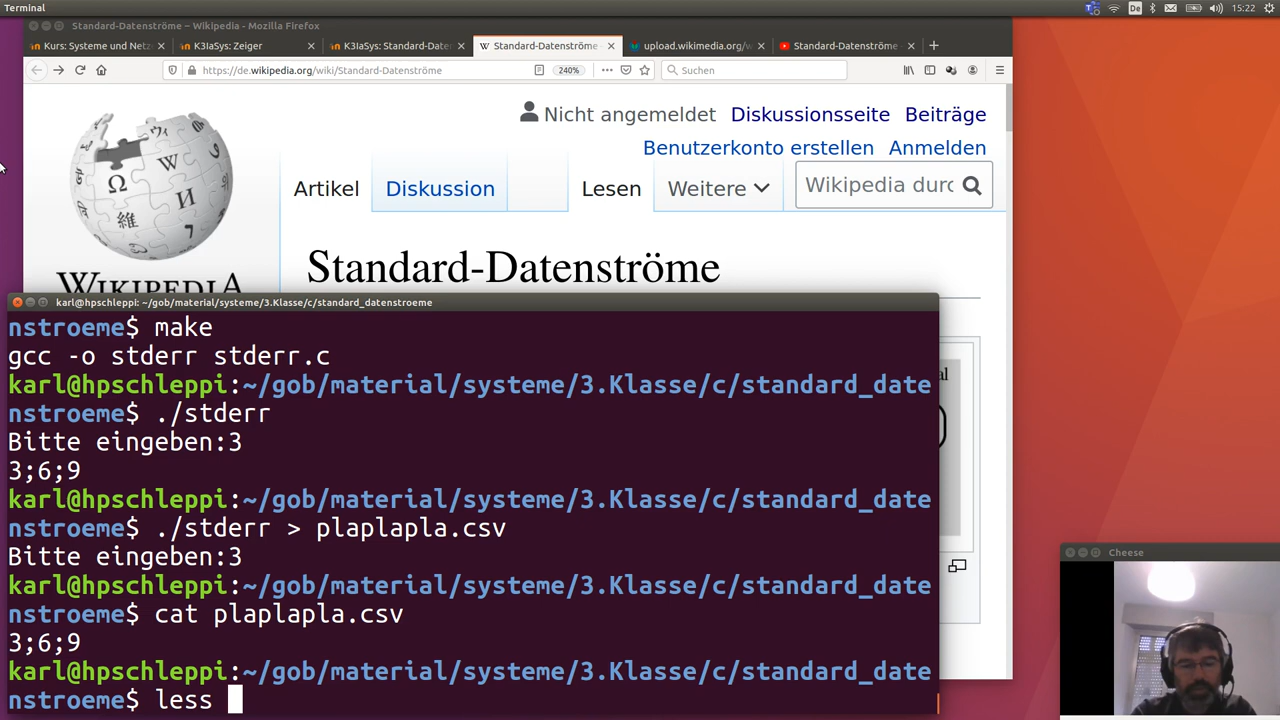 Terminal
De
15:22
Standard-Datenströme – Wikipedia - Mozilla Firefox
Kurs: Systeme und Netz
K3IaSys: Zeiger
K3IaSys: Standard-Date
Standard-Datenströme
upload.wikimedia.org/w
Standard-Datenströme
https://de.wikipedia.org/wiki/Standard-Datenströme
240%
Suchen
Nicht angemeldet
Diskussionsseite
Beiträge
Benutzerkonto erstellen
Anmelden
Artikel
Diskussion
Lesen
Weitere
Wikipedia durc
WIKIPEDIA
Standard-Datenströme
karl@hpschleppi: ~/gob/material/systeme/3.Klasse/c/standard_datenstroeme
nstroeme$ make
gcc -o stderr stderr.c
karl@hpschleppi:~/gob/material/systeme/3.Klasse/c/standard_date
nstroeme$ ./stderr
Bitte eingeben:3
3;6;9
karl@hpschleppi:~/gob/material/systeme/3.Klasse/c/standard_date
nstroeme$ ./stderr > plaplapla.csv
Bitte eingeben:3
karl@hpschleppi:~/gob/material/systeme/3.Klasse/c/standard_date
nstroeme$ cat plaplapla.csv
3;6;9
karl@hpschleppi:~/gob/material/systeme/3.Klasse/c/standard_date
nstroeme$ less
al
Cheese